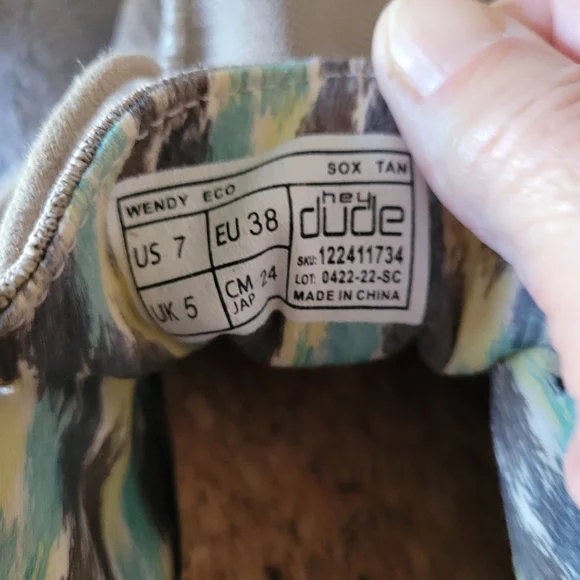 WENDY ECO SOX TAN
US 7 EU 38
UK 5 CM 24
JAP
hey
dude
SKU: 122411734
LOT: 0422-22-SC
MADE IN CHINA